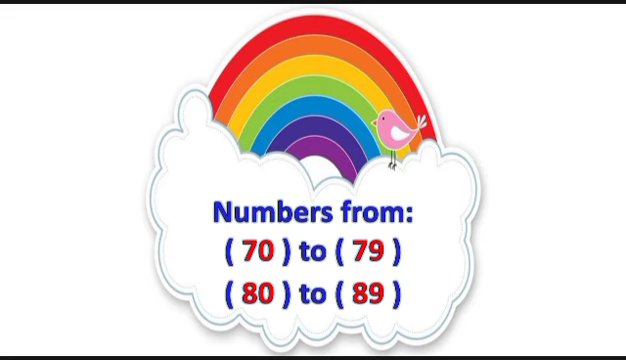 Numbers from:
( 70 ) to ( 79 )
( 80 ) to ( 89 )